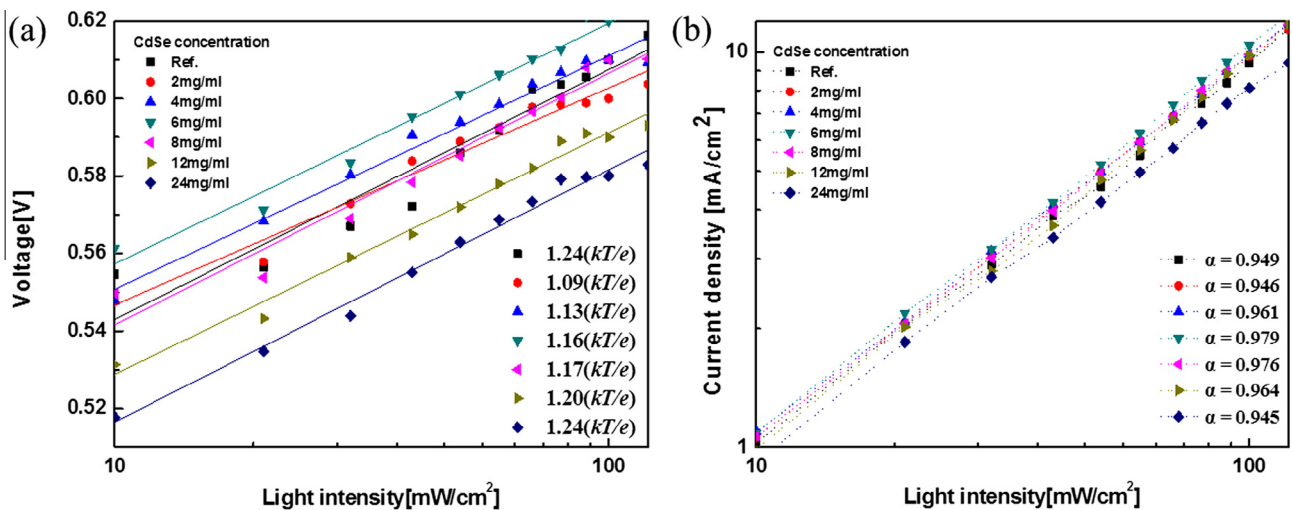 (a)
CdSe concentration
Ref.
2mg/ml
4mg/ml
6mg/ml
8mg/ml
12mg/ml
24mg/ml
1.24(kT/e)
1.09(kT/e)
1.13(kT/e)
1.16(kT/e)
1.17(kT/e)
1.20(kT/e)
1.24(kT/e)
0.62
0.60
0.58
0.56
0.54
0.52
Voltage[V]
10
100
Light intensity[mW/cm²]
(b)
CdSe concentration
Ref.
2mg/ml
4mg/ml
6mg/ml
8mg/ml
12mg/ml
24mg/ml
α = 0.949
α = 0.946
α = 0.961
α = 0.979
α = 0.976
α = 0.964
α = 0.945
10
1
Current density [mA/cm²]
10
100
Light intensity[mW/cm²]